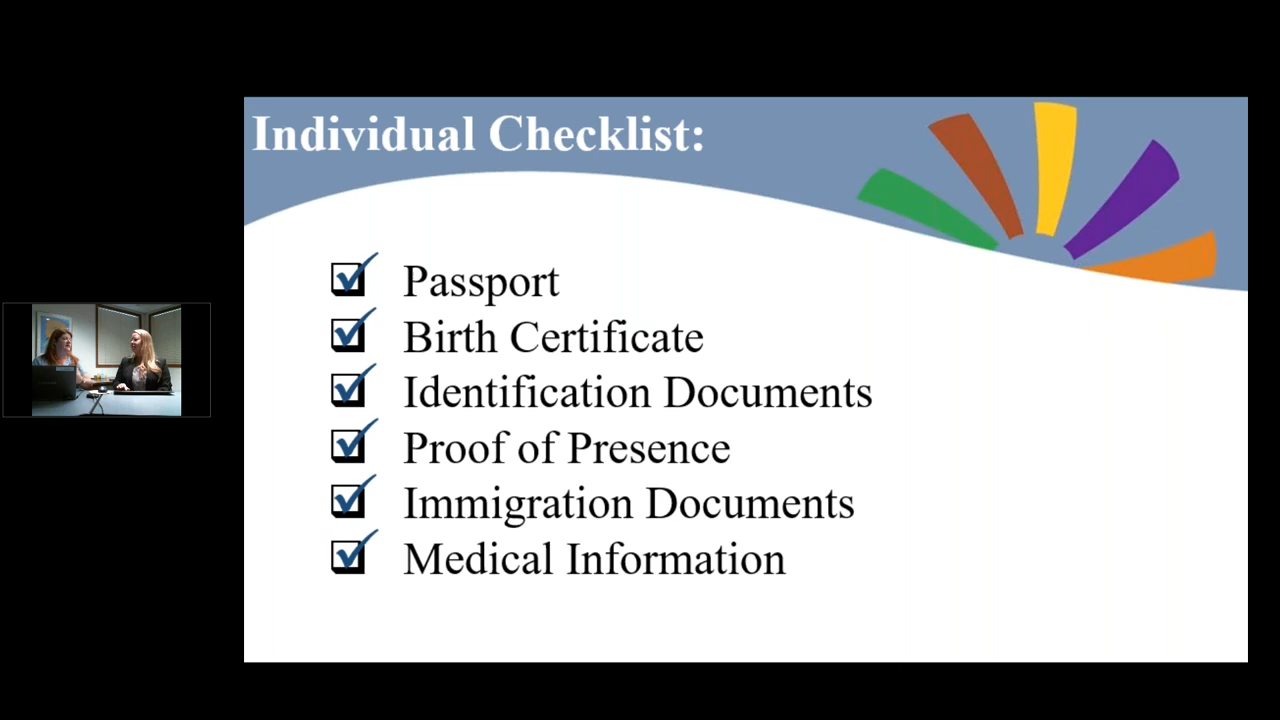 Individual Checklist:
Passport
Birth Certificate
Identification Documents
Proof of Presence
Immigration Documents
Medical Information